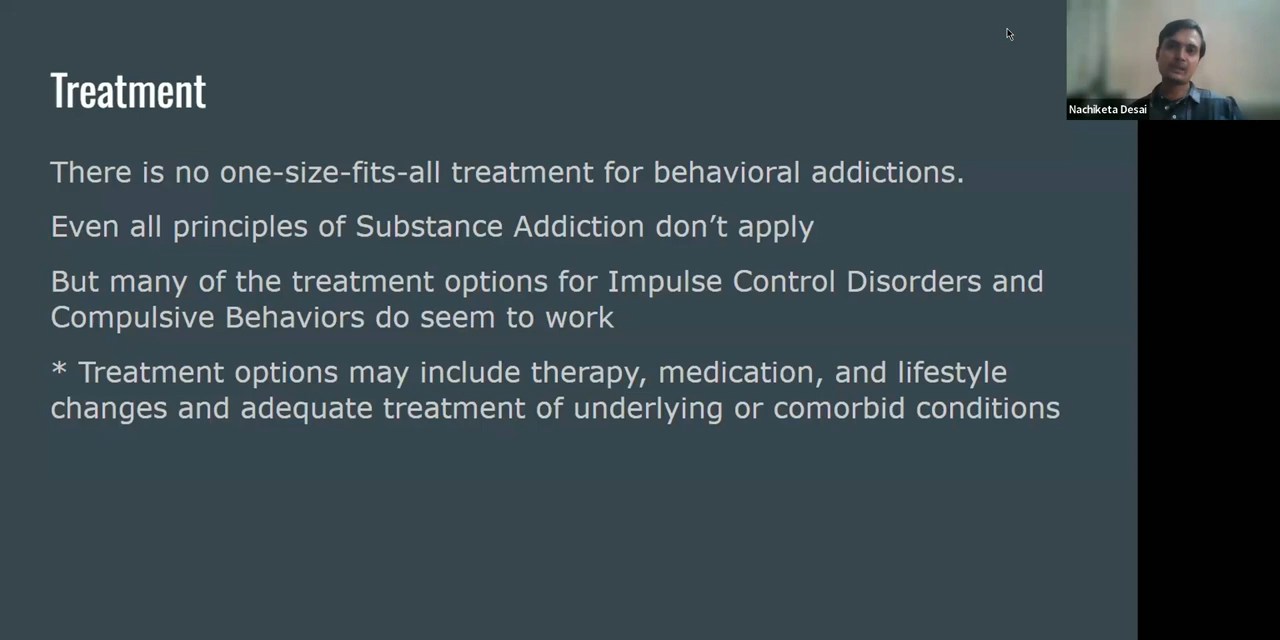 Treatment
Nachiketa Desai
There is no one-size-fits-all treatment for behavioral addictions.
Even all principles of Substance Addiction don’t apply
But many of the treatment options for Impulse Control Disorders and
Compulsive Behaviors do seem to work
* Treatment options may include therapy, medication, and lifestyle
changes and adequate treatment of underlying or comorbid conditions